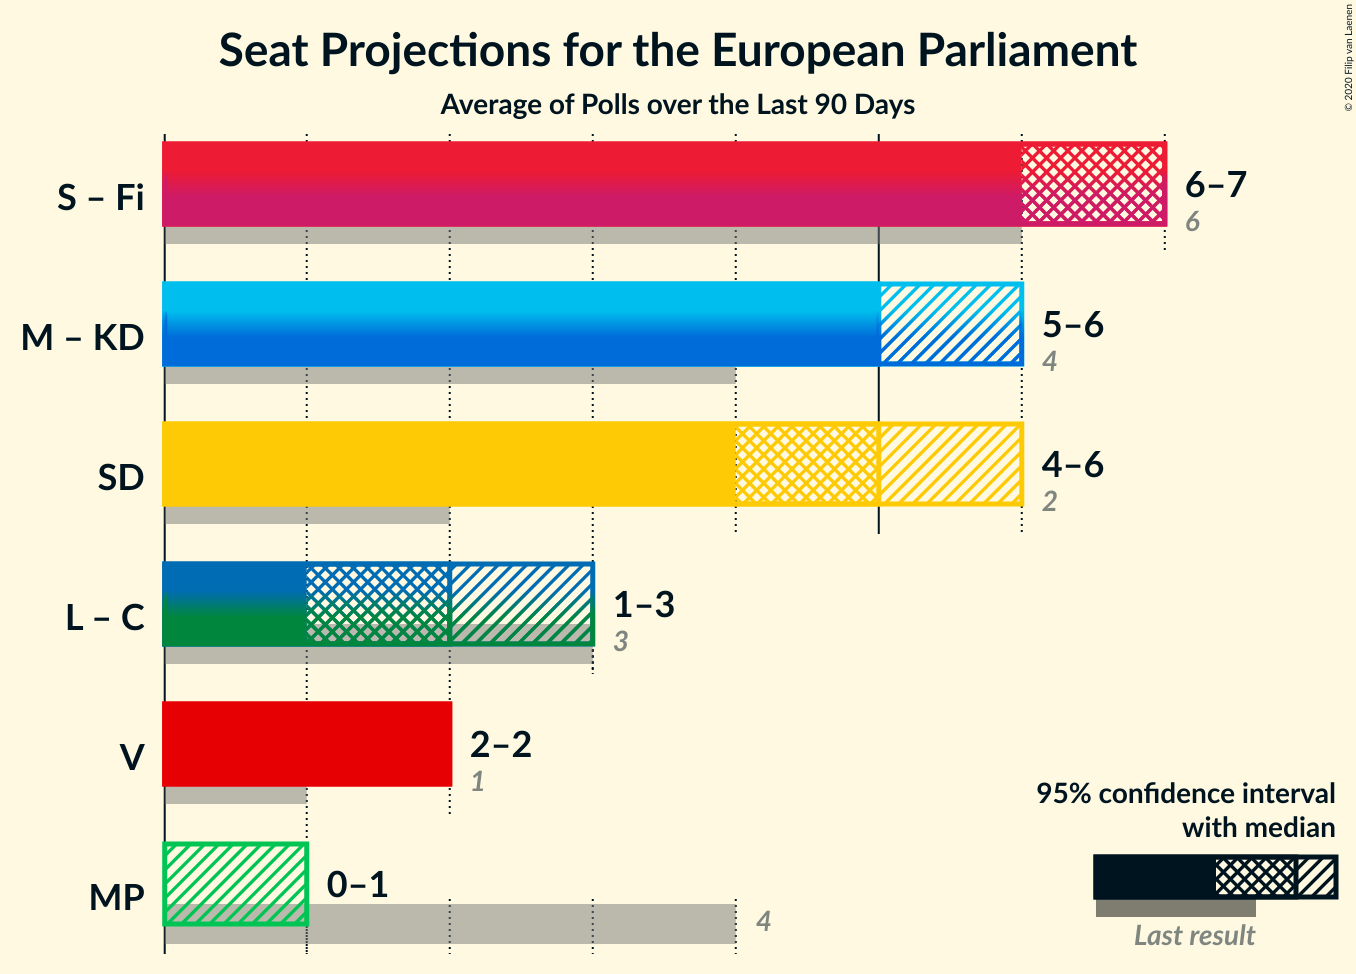 Seat Projections for the European Parliament
Average of Polls over the Last 90 Days
© 2020 Filip van Laenen
S – Fi
6–7
6
M – KD
5–6
4
SD
4–6
2
L – C
1–3
3
V
2–2
1
MP
0–1
4
95% confidence interval
with median
Last result